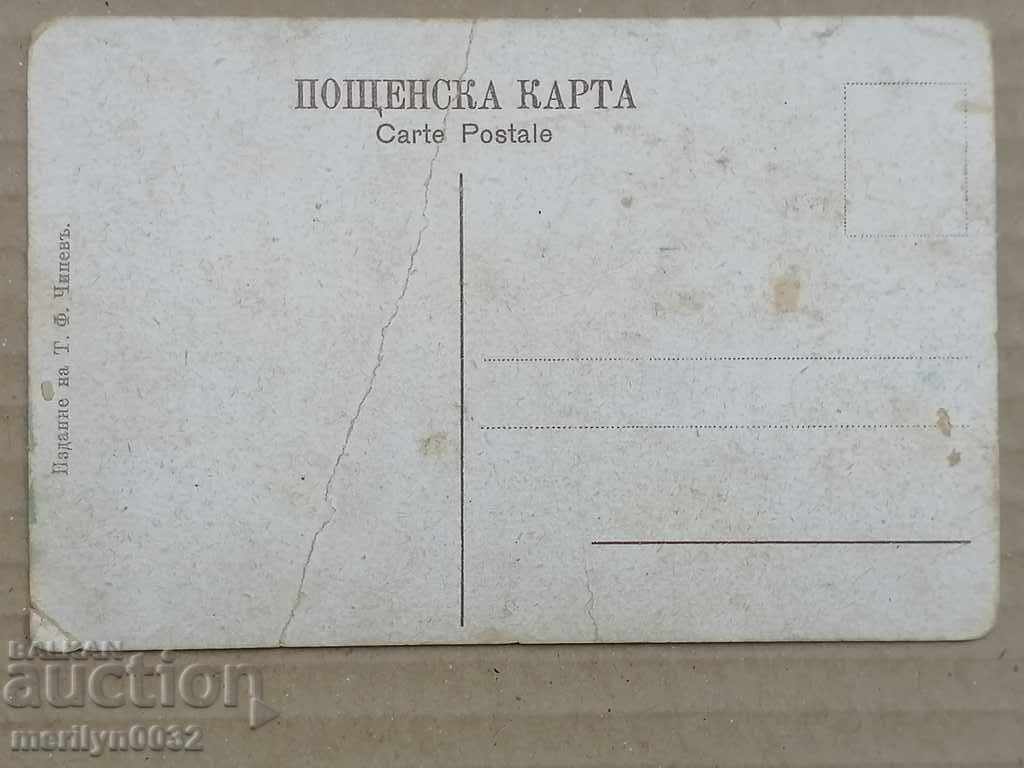 ПОЩЕНСКА КАРТА
Carte Postale
Издание на Т. Ф. Чипевъ.
BALKAN
auction
merilyn0032